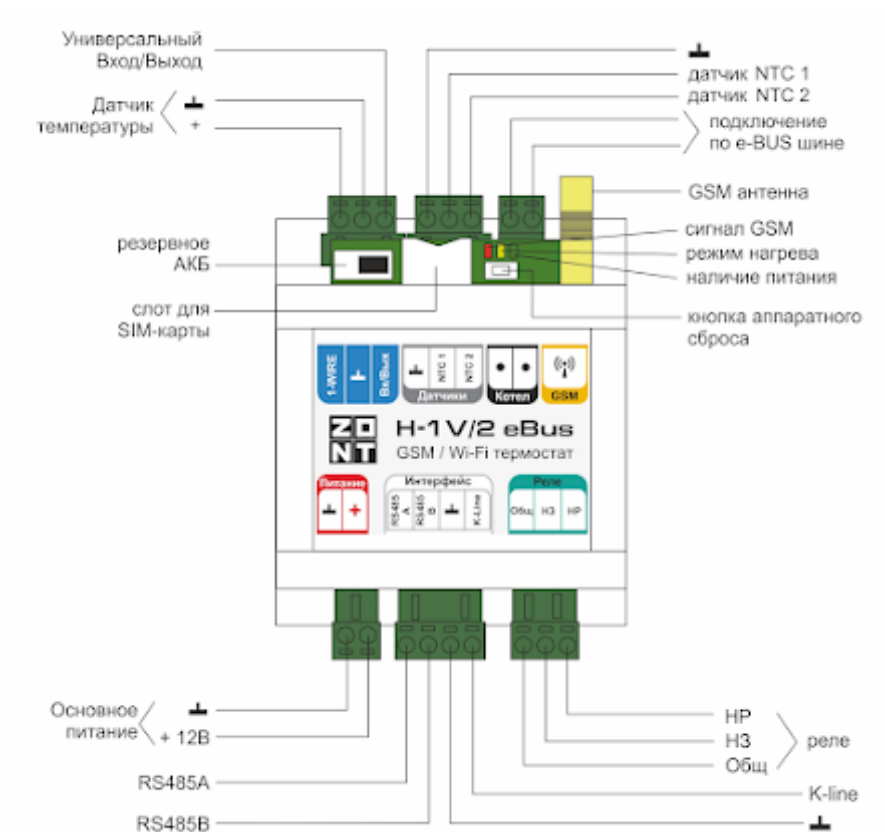 Универсальный
Вход/Выход
Датчик
температуры
+
датчик NTC 1
датчик NTC 2
подключение
по e-BUS шине
GSM антенна
сигнал GSM
режим нагрева
наличие питания
кнопка аппаратного
сброса
резервное
АКБ
слот для
SIM-карты
1-WIRE
Вх/Вых
NTC 1
NTC 2
Датчики
Котел
GSM
ZONT
H-1V/2 eBus
GSM / Wi-Fi термостат
Питание
+
Интерфейс
RS485 A
RS485 B
K-Line
Реле
Общ НЗ НР
Основное
питание
+ 12В
RS485A
RS485B
НР
НЗ
Общ
реле
K-line